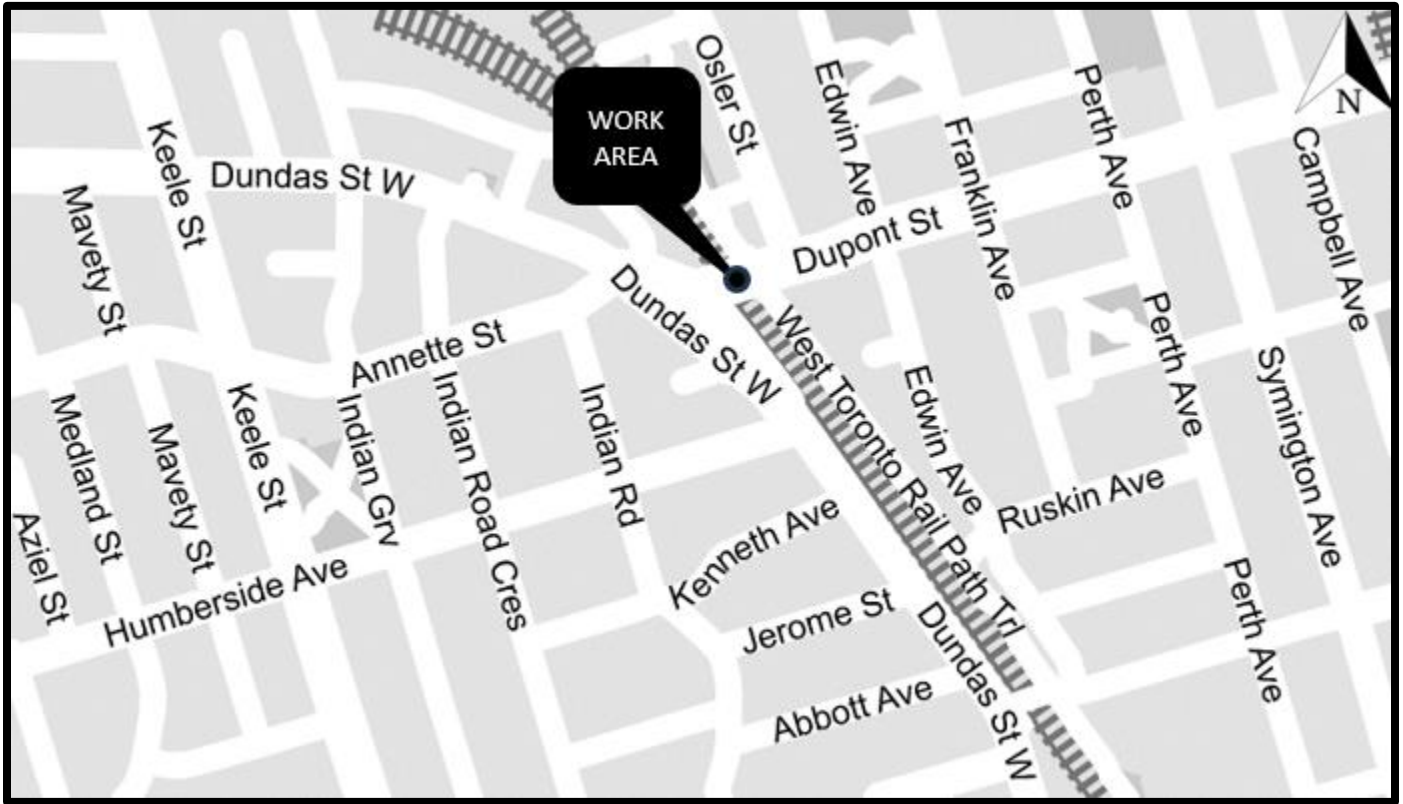 Osler St
Edwin Ave
Perth Ave
N
WORK
AREA
Keele St
Franklin Ave
Campbell Ave
Dundas St W
Mavety St
Dupont St
Dundas St W
West Toronto Rail Path Trl
Perth Ave
Annette St
Symington Ave
Keele St
Indian Grv
Indian Road Cres
Indian Rd
Edwin Ave
Medland St
Mavety St
Ruskin Ave
Kenneth Ave
Aziel St
Humberside Ave
Perth Ave
Jerome St
Dundas St W
Abbott Ave